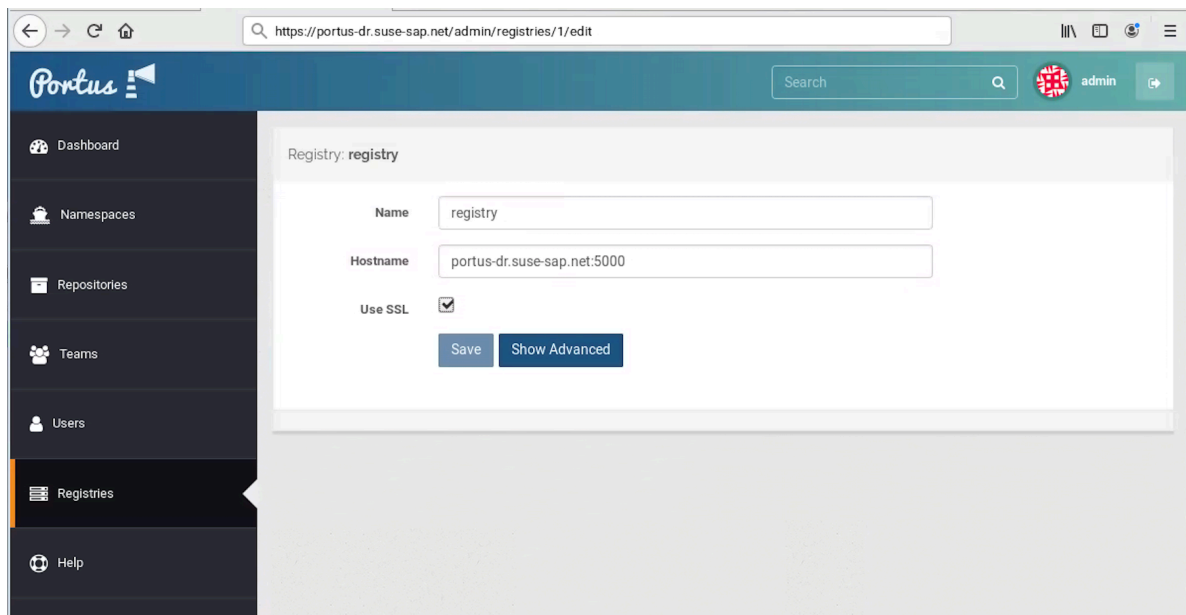 https://portus-dr.suse-sap.net/admin/registries/1/edit
Portus
Search
admin
Dashboard
Namespaces
Repositories
Teams
Users
Registries
Help
Registry: registry
Name
registry
Hostname
portus-dr.suse-sap.net:5000
Use SSL
Save Show Advanced